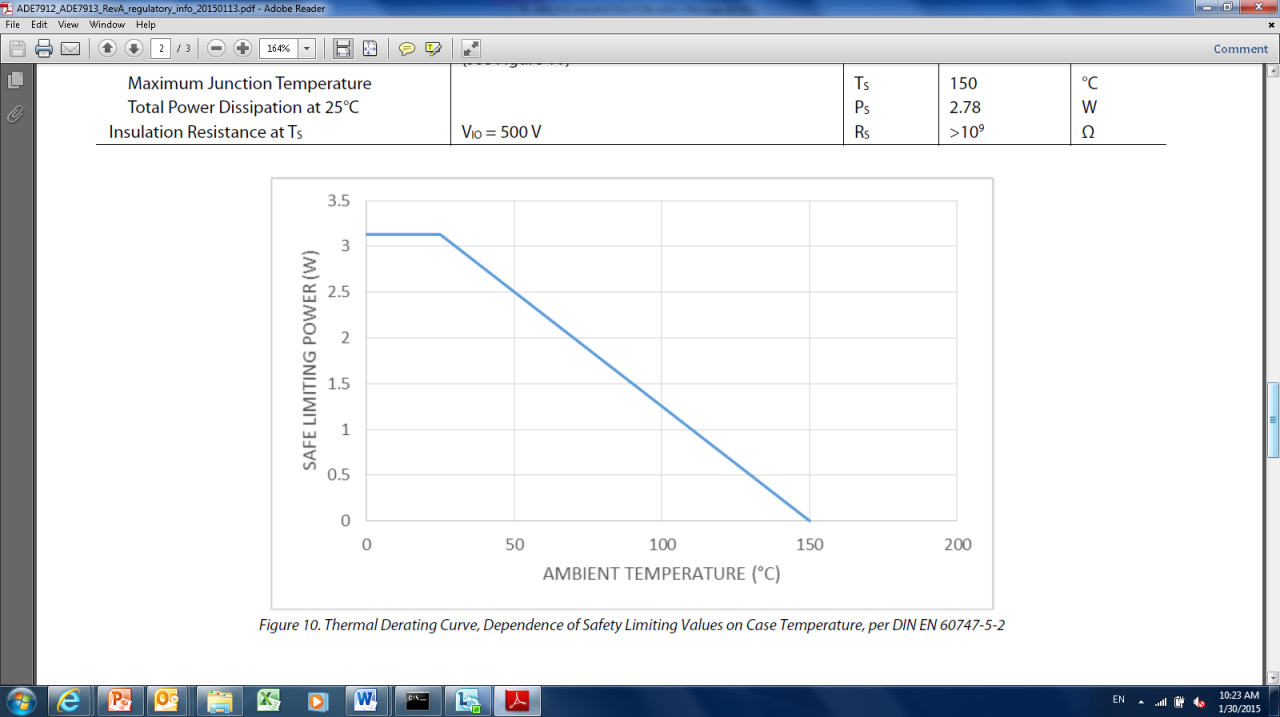 ADE7912_ADE7913_RevA_regulatory_info_20150113.pdf - Adobe Reader
File Edit View Window Help
2 / 3 164% Comment
Maximum Junction Temperature TS 150 °C
Total Power Dissipation at 25°C PS 2.78 W
Insulation Resistance at TS VIO = 500 V RS >10⁹ Ω
3.5
3
2.5
2
1.5
1
0.5
0
SAFE LIMITING POWER (W)
0 50 100 150 200
AMBIENT TEMPERATURE (°C)
Figure 10. Thermal Derating Curve, Dependence of Safety Limiting Values on Case Temperature, per DIN EN 60747-5-2
EN
10:23 AM
1/30/2015